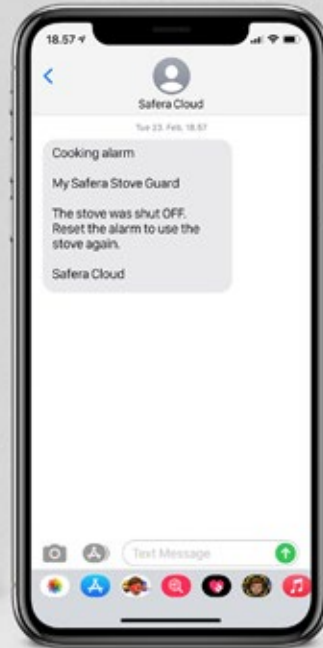 18.57
Safera Cloud
Tue 23. Feb. 18.57
Cooking alarm
My Safera Stove Guard
The stove was shut OFF.
Reset the alarm to use the
stove again.
Safera Cloud
Text Message